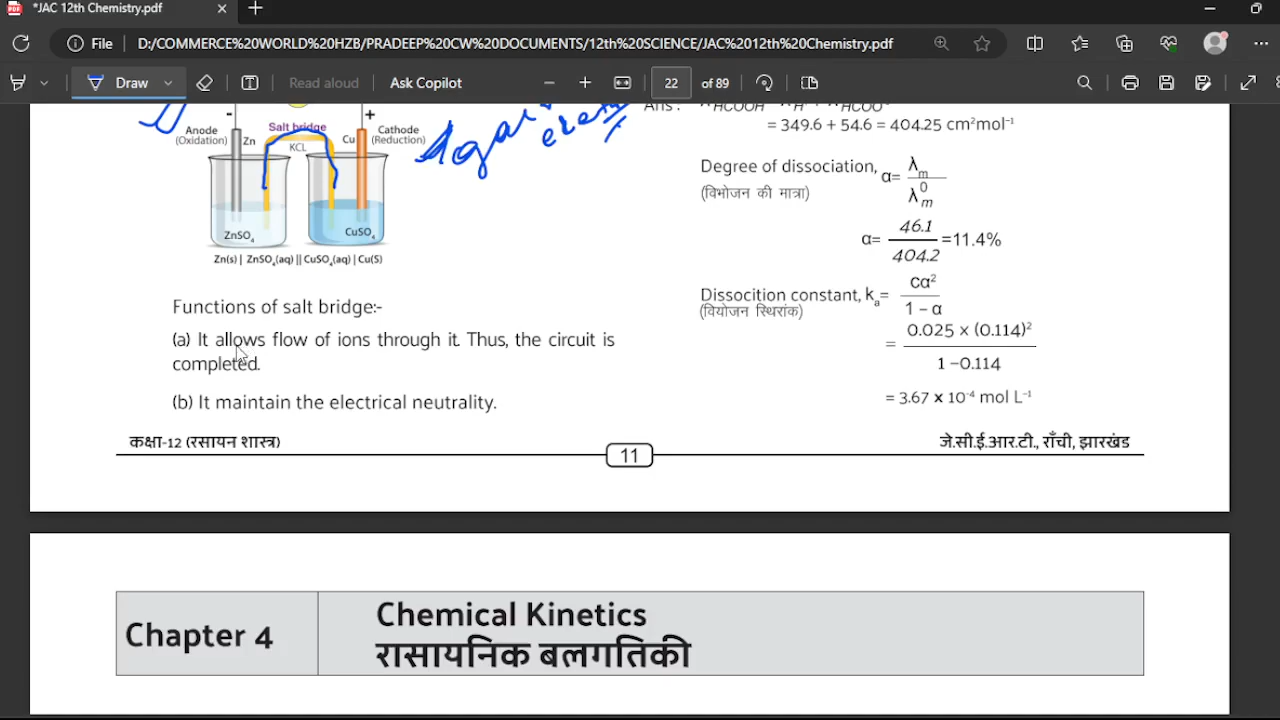 *JAC 12th Chemistry.pdf
File
D:/COMMERCE%20WORLD%20HZB/PRADEEP%20CW%20DOCUMENTS/12th%20SCIENCE/JAC%2012th%20Chemistry.pdf
Draw
Read aloud
Ask Copilot
22
of 89
-
+
Anode
(Oxidation)
Zn
Salt bridge
KCL
Cu
Cathode
(Reduction)
ZnSO4
CuSO4
Zn(s) | ZnSO4(aq) || CuSO4(aq) | Cu(S)
Agar
Functions of salt bridge:-
(a) It allows flow of ions through it. Thus, the circuit is
completed.
(b) It maintain the electrical neutrality.
= 349.6 + 54.6 = 404.25 cm²mol⁻¹
Degree of dissociation, α= λm / λ⁰m
(विभोजन की मात्रा)
α= 46.1 / 404.2 =11.4%
Dissocition constant, ka= cα² / 1 – α
(वियोजन स्थिरांक)
= 0.025 × (0.114)² / 1 –0.114
= 3.67 x 10⁻⁴ mol L⁻¹
कक्षा-12 (रसायन शास्त्र)
11
जे.सी.ई.आर.टी., राँची, झारखंड
Chapter 4
Chemical Kinetics
रासायनिक बलगतिकी